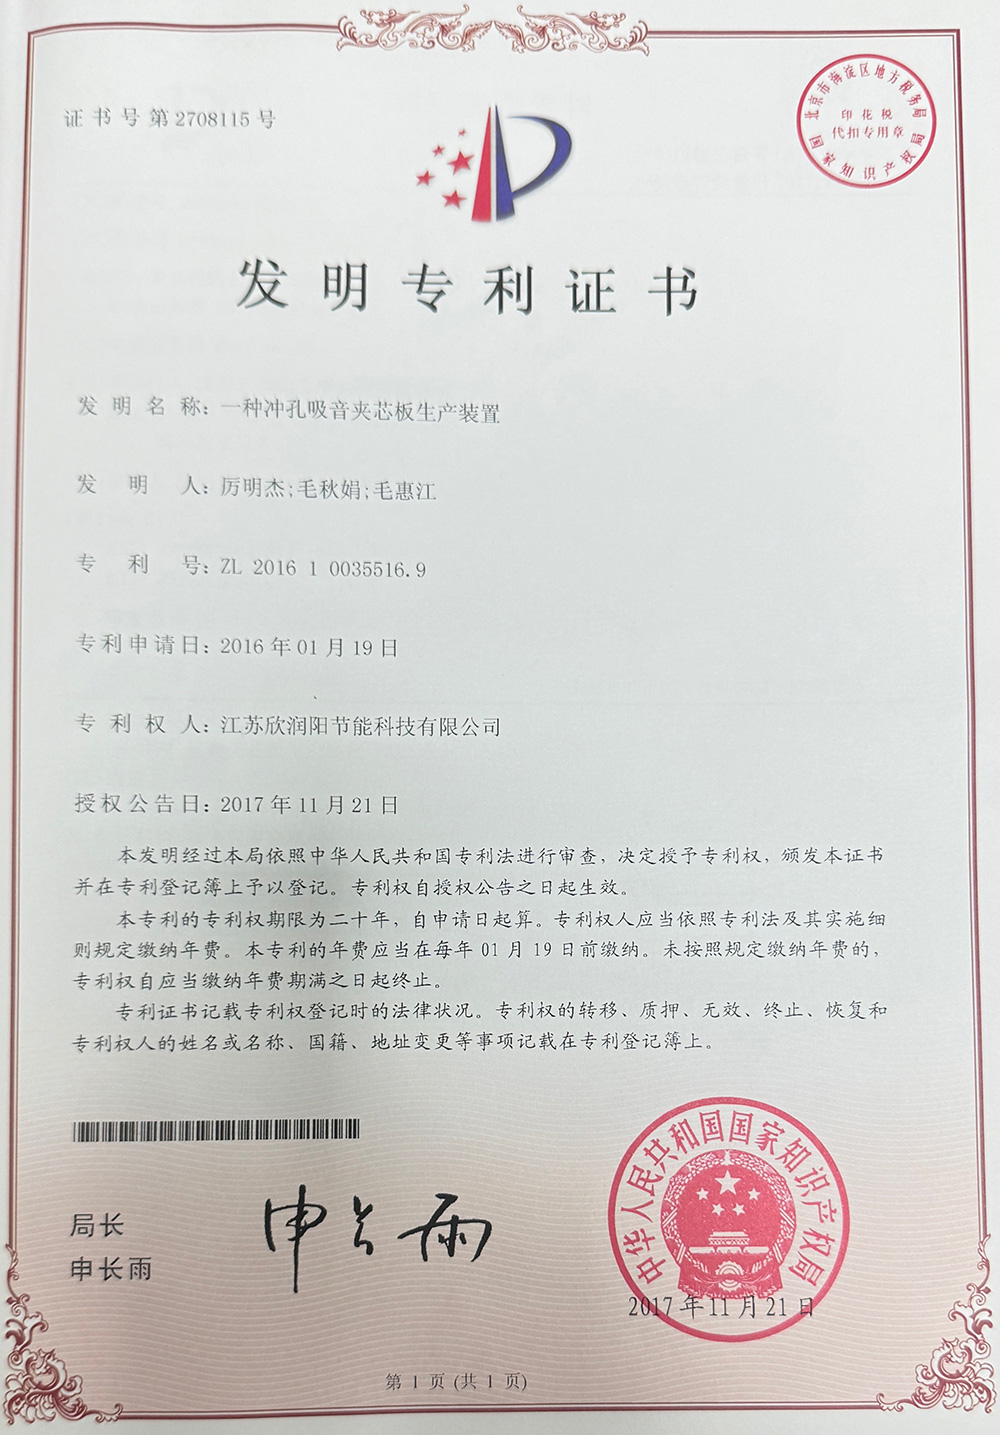 证书号第2708115号
北京市海淀区地方税务局
印花税
代扣专用章
国家知识产权局
发明专利证书
发明名称：一种冲孔吸音夹芯板生产装置
发明人：厉明杰;毛秋娟;毛惠江
专利号：ZL 2016 1 0035516.9
专利申请日：2016年01月19日
专利权人：江苏欣润阳节能科技有限公司
授权公告日：2017年11月21日
本发明经过本局依照中华人民共和国专利法进行审查，决定授予专利权，颁发本证书
并在专利登记簿上予以登记。专利权自授权公告之日起生效。
本专利的专利权期限为二十年，自申请日起算。专利权人应当依照专利法及其实施细
则规定缴纳年费。本专利的年费应当在每年01月19日前缴纳。未按照规定缴纳年费的，
专利权自应当缴纳年费期满之日起终止。
专利证书记载专利权登记时的法律状况。专利权的转移、质押、无效、终止、恢复和
专利权人的姓名或名称、国籍、地址变更等事项记载在专利登记簿上。
局长
申长雨
申长雨
中华人民共和国国家知识产权局
2017年11月21日
第1页(共1页)